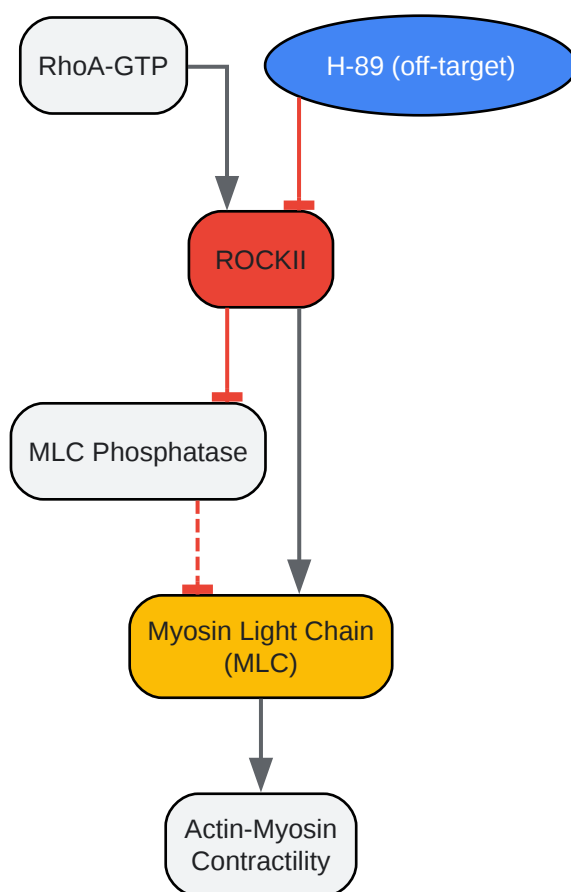 RhoA-GTP
H-89 (off-target)
ROCKII
MLC Phosphatase
Myosin Light Chain
(MLC)
Actin-Myosin
Contractility